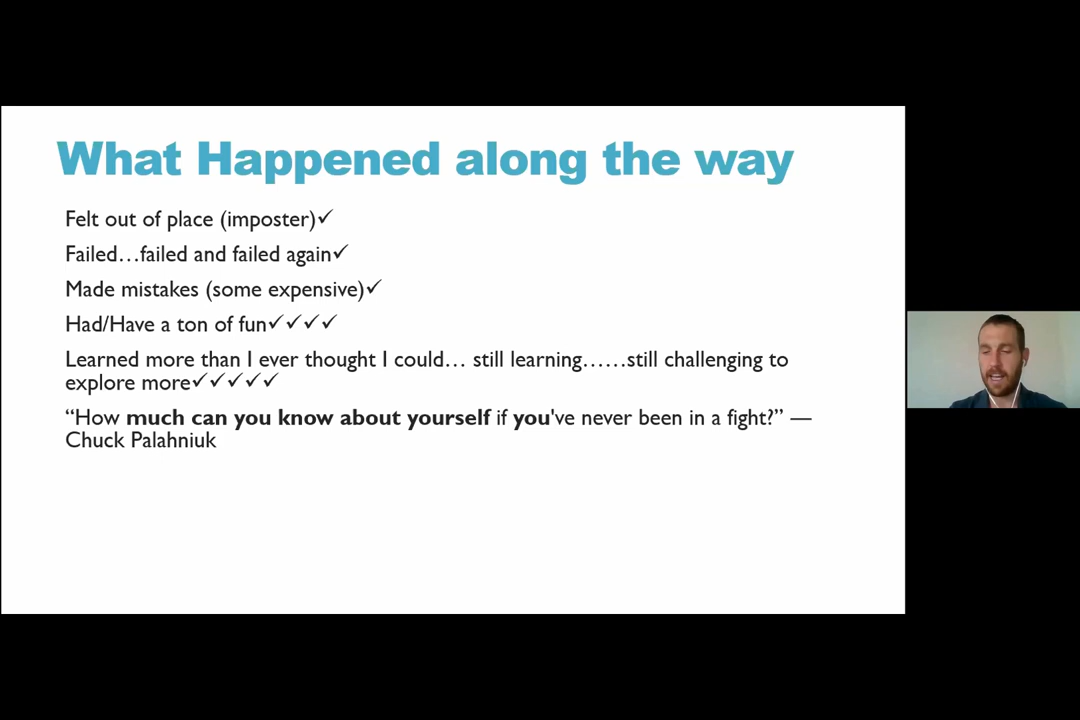 What Happened along the way
Felt out of place (imposter)✓
Failed…failed and failed again✓
Made mistakes (some expensive)✓
Had/Have a ton of fun✓✓✓✓
Learned more than I ever thought I could… still learning……still challenging to
explore more✓✓✓✓✓
“How much can you know about yourself if you've never been in a fight?” —
Chuck Palahniuk